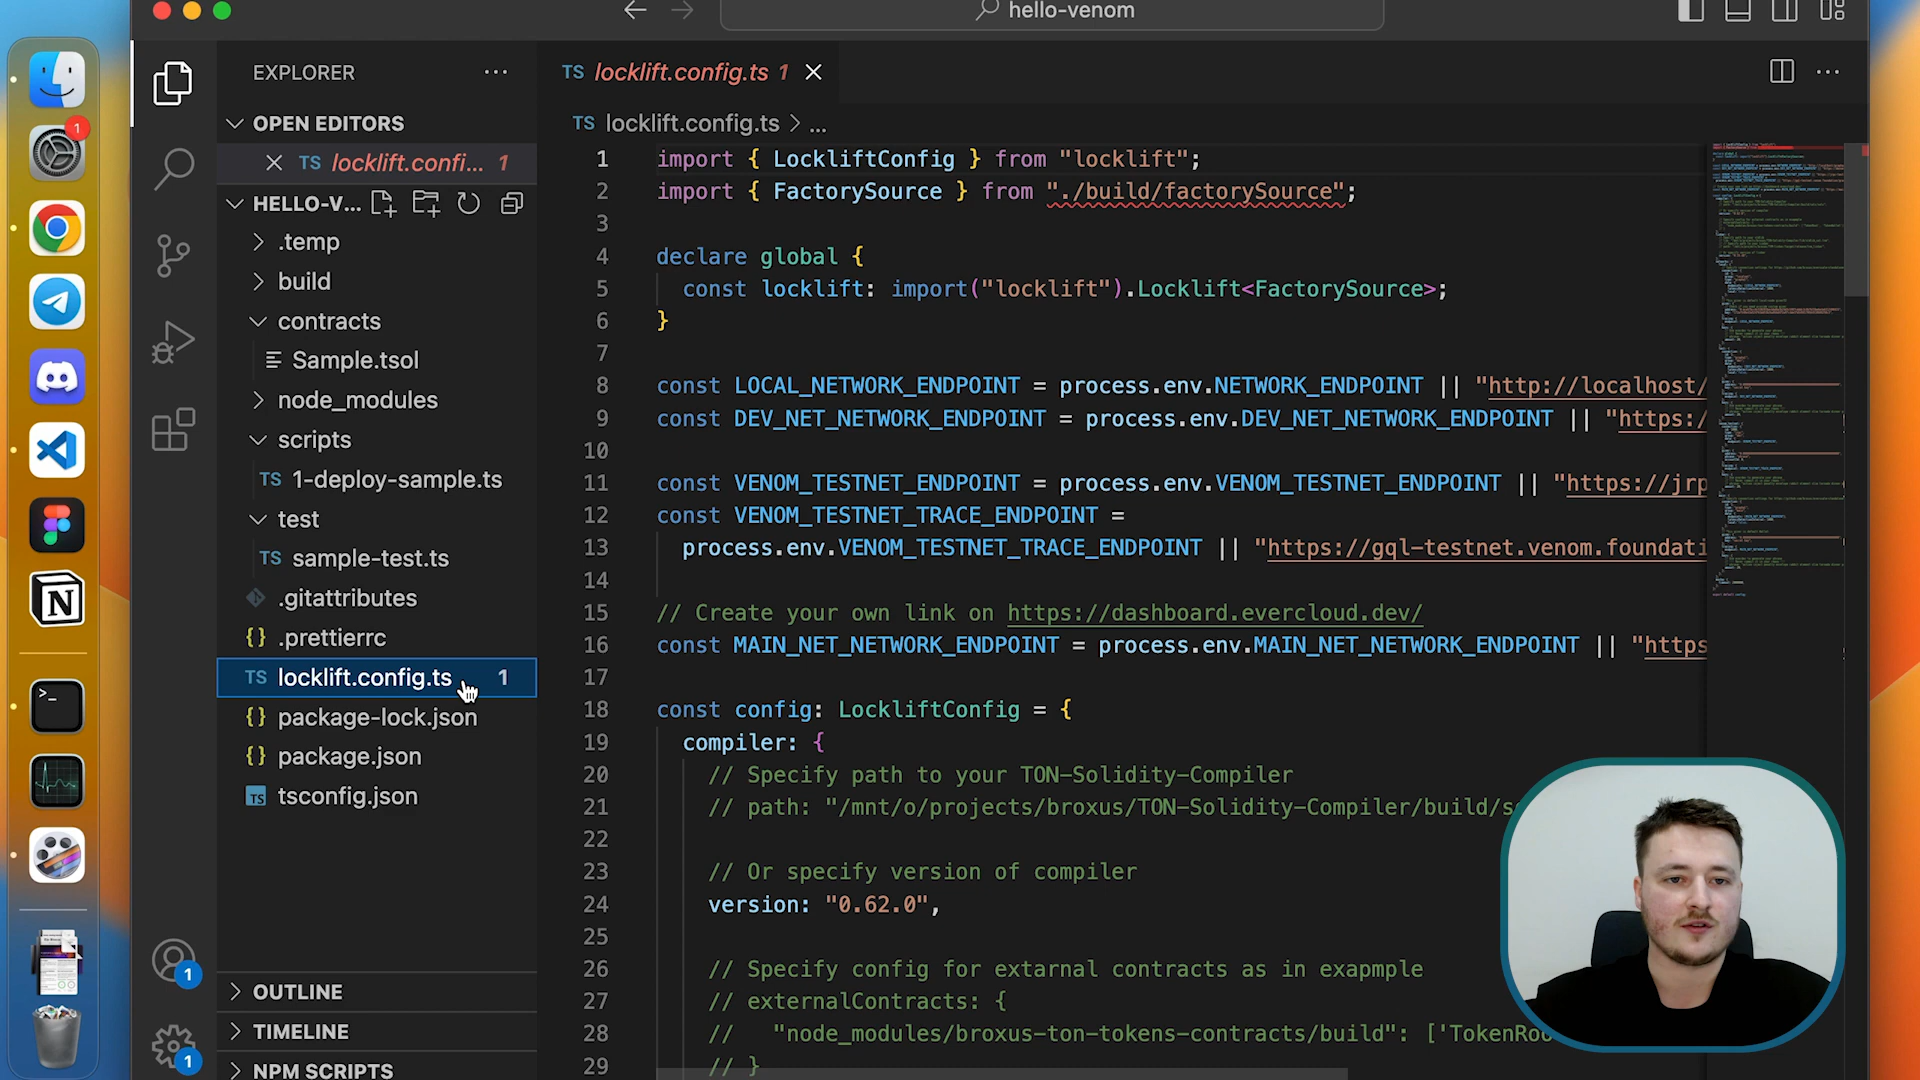 hello-venom
EXPLORER
OPEN EDITORS
TS locklift.confi... 1
HELLO-V...
.temp
build
contracts
Sample.tsol
node_modules
scripts
TS 1-deploy-sample.ts
test
TS sample-test.ts
.gitattributes
{} .prettierrc
TS locklift.config.ts 1
{} package-lock.json
{} package.json
TS tsconfig.json
OUTLINE
TIMELINE
NPM SCRIPTS
1
1
1
TS locklift.config.ts 1
TS locklift.config.ts > ...
1 import { LockliftConfig } from "locklift";
2 import { FactorySource } from "./build/factorySource";
3
4 declare global {
5 const locklift: import("locklift").Locklift<FactorySource>;
6 }
7
8 const LOCAL_NETWORK_ENDPOINT = process.env.NETWORK_ENDPOINT || "http://localhost/
9 const DEV_NET_NETWORK_ENDPOINT = process.env.DEV_NET_NETWORK_ENDPOINT || "https:/
10
11 const VENOM_TESTNET_ENDPOINT = process.env.VENOM_TESTNET_ENDPOINT || "https://jrp
12 const VENOM_TESTNET_TRACE_ENDPOINT =
13 process.env.VENOM_TESTNET_TRACE_ENDPOINT || "https://gql-testnet.venom.foundati
14
15 // Create your own link on https://dashboard.evercloud.dev/
16 const MAIN_NET_NETWORK_ENDPOINT = process.env.MAIN_NET_NETWORK_ENDPOINT || "https
17
18 const config: LockliftConfig = {
19 compiler: {
20 // Specify path to your TON-Solidity-Compiler
21 // path: "/mnt/o/projects/broxus/TON-Solidity-Compiler/build/s
22
23 // Or specify version of compiler
24 version: "0.62.0",
25
26 // Specify config for extarnal contracts as in exapmple
27 // externalContracts: {
28 // "node_modules/broxus-ton-tokens-contracts/build": ['TokenRoo
29 // }